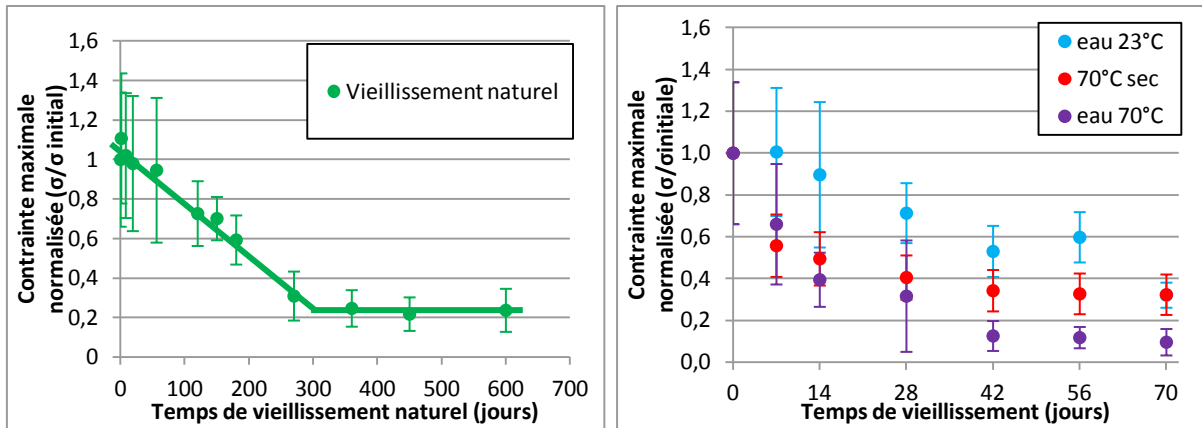 Contrainte maximale
normalisée (σ/σ initial)
1,6
1,4
1,2
1
0,8
0,6
0,4
0,2
0
Vieillissement naturel
0 100 200 300 400 500 600 700
Temps de vieillissement naturel (jours)
Contrainte maximale
normalisée (σ/σinitiale)
1,6
1,4
1,2
1,0
0,8
0,6
0,4
0,2
0,0
eau 23°C
70°C sec
eau 70°C
0 14 28 42 56 70
Temps de vieillissement (jours)